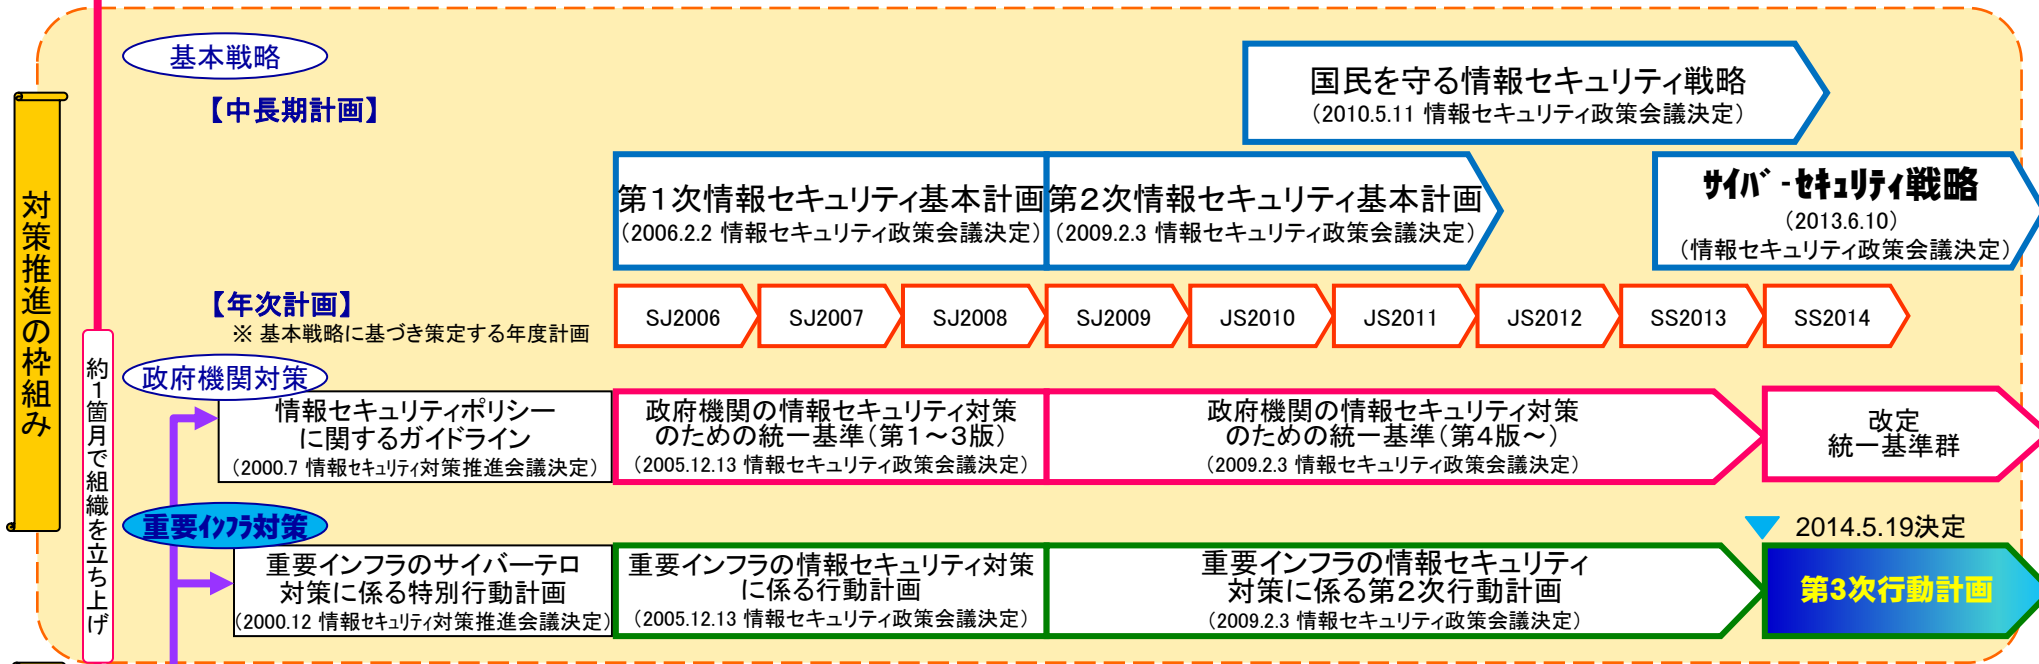 対策推進の枠組み
約1箇月で組織を立ち上げ
基本戦略
【中長期計画】
国民を守る情報セキュリティ戦略
（2010.5.11 情報セキュリティ政策会議決定）
第１次情報セキュリティ基本計画
（2006.2.2 情報セキュリティ政策会議決定）
第２次情報セキュリティ基本計画
（2009.2.3 情報セキュリティ政策会議決定）
ｻｲﾊﾞｰｾｷｭﾘﾃｨ戦略
（2013.6.10）
（情報セキュリティ政策会議決定）
【年次計画】
※ 基本戦略に基づき策定する年度計画
SJ2006
SJ2007
SJ2008
SJ2009
JS2010
JS2011
JS2012
SS2013
SS2014
政府機関対策
情報セキュリティポリシー
に関するガイドライン
（2000.7 情報ｾｷｭﾘﾃｨ対策推進会議決定）
政府機関の情報セキュリティ対策
のための統一基準（第１～３版）
（2005.12.13 情報セキュリティ政策会議決定）
政府機関の情報セキュリティ対策
のための統一基準（第４版～）
（2009.2.3 情報セキュリティ政策会議決定）
改定
統一基準群
重要ｲﾝﾌﾗ対策
重要インフラのサイバーテロ
対策に係る特別行動計画
（2000.12 情報ｾｷｭﾘﾃｨ対策推進会議決定）
重要インフラの情報セキュリティ対策
に係る行動計画
（2005.12.13 情報セキュリティ政策会議決定）
重要インフラの情報セキュリティ
対策に係る第２次行動計画
（2009.2.3 情報セキュリティ政策会議決定）
2014.5.19決定
第3次行動計画